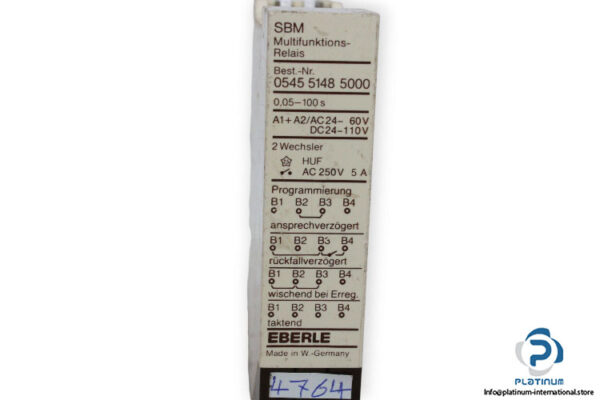 SBM
Multifunktions-
Relais
Best.-Nr.
0545 5148 5000
0,05-100 s
A1+A2/AC24- 60V
DC24-110V
2 Wechsler
HUF
AC 250V 5 A
Programmierung
B1 B2 B3 B4
ansprechverzögert
B1 B2 B3 B4
rückfallverzögert
B1 B2 B3 B4
wischend bei Erreg.
B1 B2 B3 B4
taktend
EBERLE
Made in W.-Germany
4764
PLATINUM
INTERNATIONAL
Info@platinum-international.store